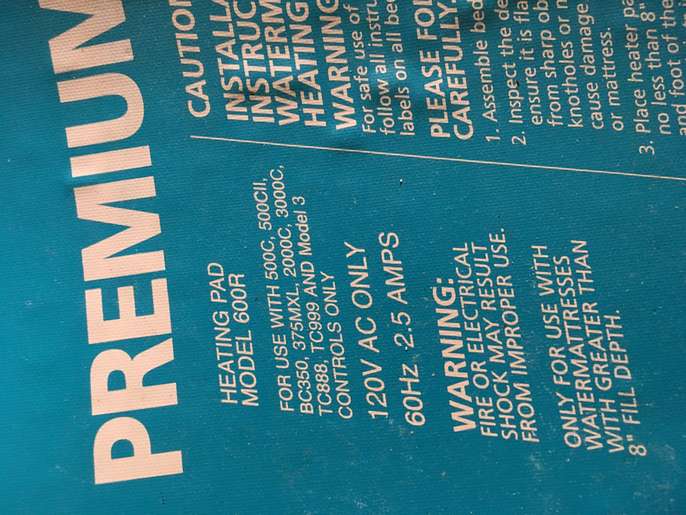 PREMIUM
HEATING PAD
MODEL 600R
FOR USE WITH 500C, 500CII,
BC350, 375MXL, 2000C, 3000C,
TC888, TC999 AND Model 3
CONTROLS ONLY
120V AC ONLY
60Hz 2.5 AMPS
WARNING:
FIRE OR ELECTRICAL
SHOCK MAY RESULT
FROM IMPROPER USE.
ONLY FOR USE WITH
WATERMATTRESSES
WITH GREATER THAN
8" FILL DEPTH.
CAUTION
INSTALLA
INSTRUC
WATERM
HEATING
WARNING
For safe use of
follow all instru
labels on all bed
PLEASE FOL
CAREFULLY.
1. Assemble bed
2. Inspect the de
ensure it is fla
from sharp ob
knotholes or
cause damage
or mattress.
3. Place heater pa
no less than 8"
and 1 foot of the